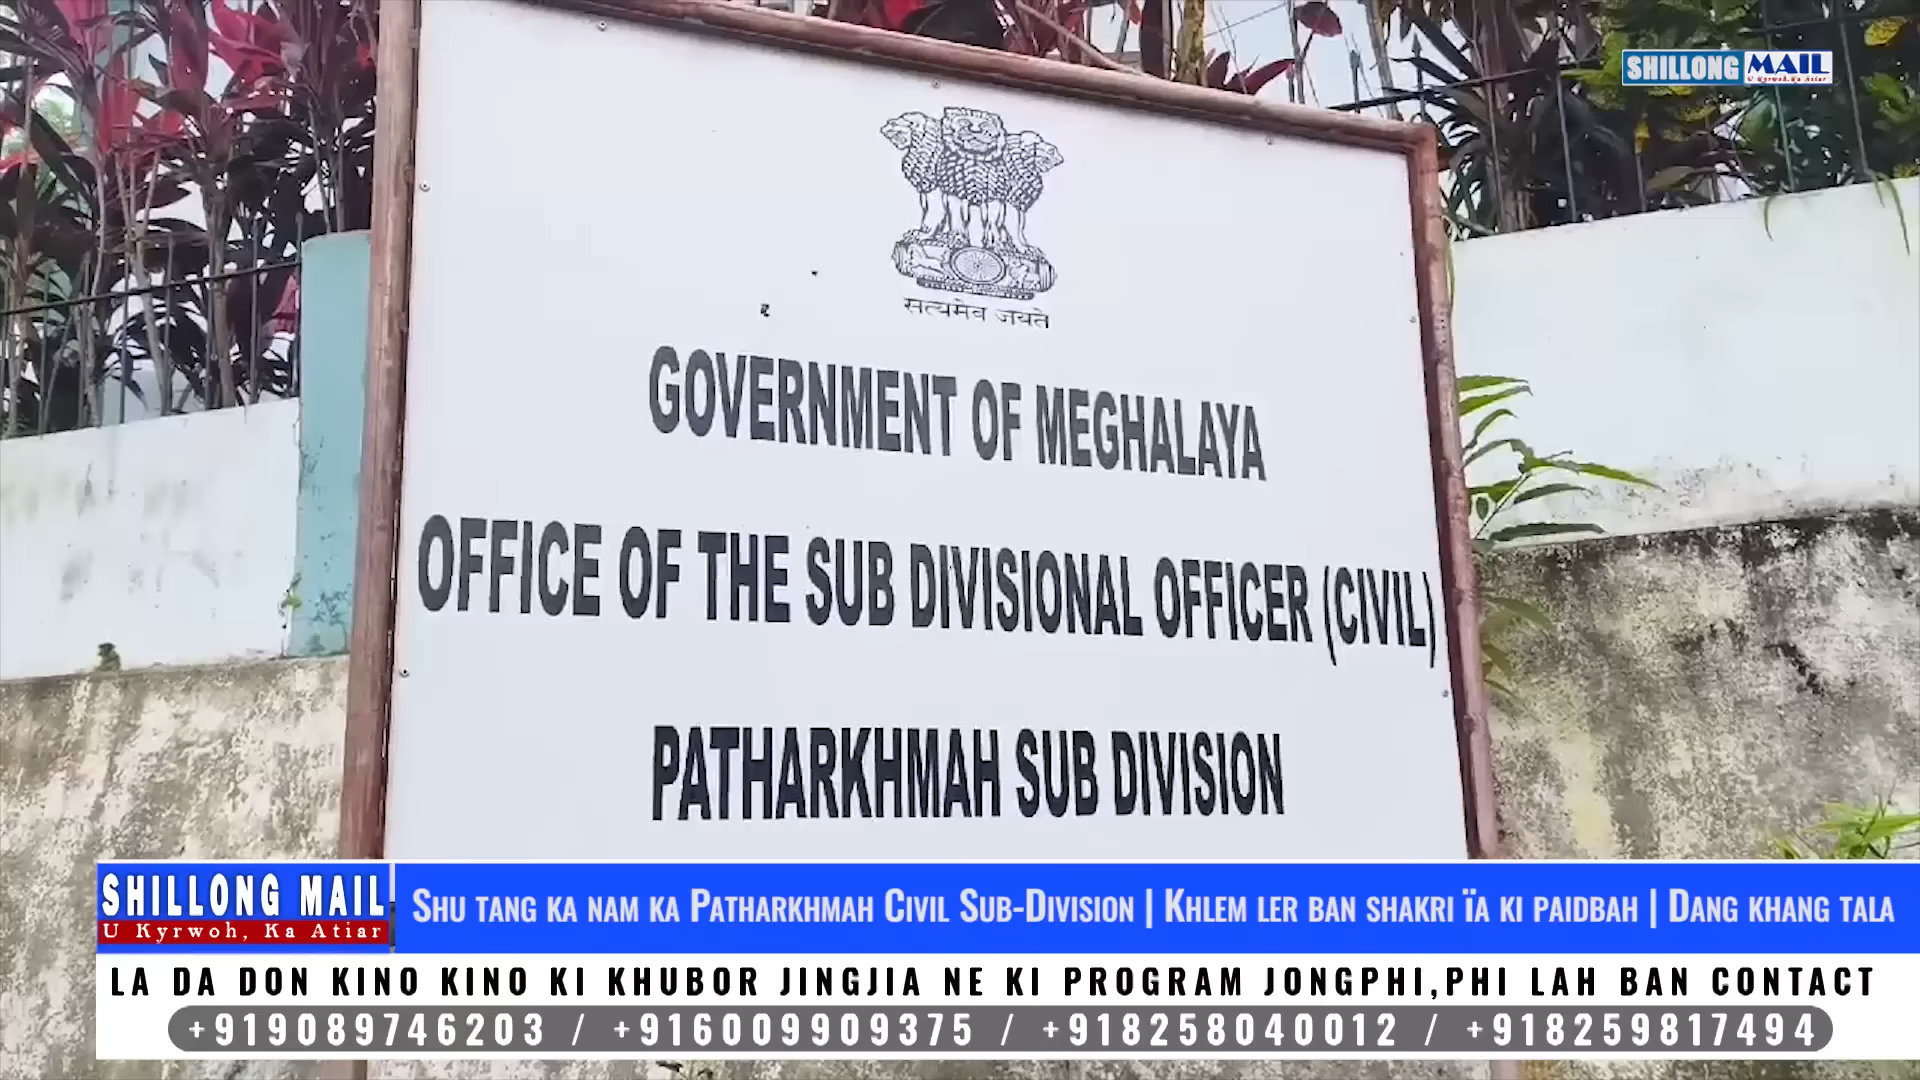 SHILLONG MAIL
U Kyrwoh, Ka Atiar
सत्यमेव जयते
GOVERNMENT OF MEGHALAYA
OFFICE OF THE SUB DIVISIONAL OFFICER (CIVIL)
PATHARKHMAH SUB DIVISION
SHILLONG MAIL
U Kyrwoh, Ka Atiar
SHU TANG KA NAM KA PATHARKHMAH CIVIL SUB-DIVISION | KHLEM LER BAN SHAKRI ÏA KI PAIDBAH | DANG KHANG TALA
LA DA DON KINO KINO KI KHUBOR JINGJIA NE KI PROGRAM JONGPHI,PHI LAH BAN CONTACT
+919089746203 / +916009909375 / +918258040012 / +918259817494